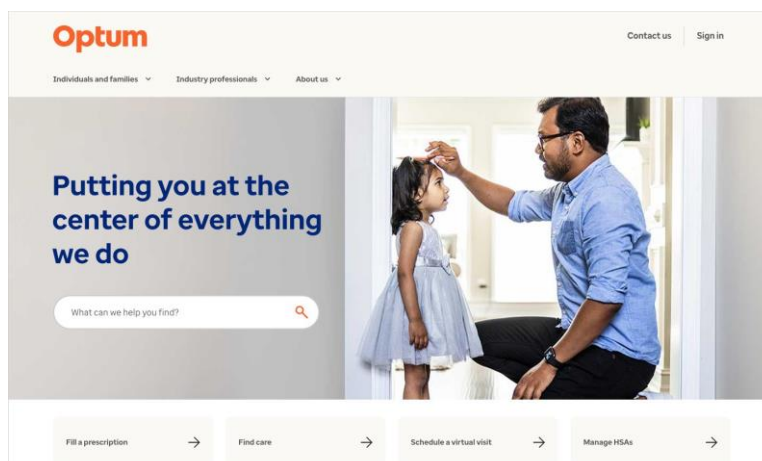 Optum
Contact us
Sign in
Individuals and families
Industry professionals
About us
Putting you at the
center of everything
we do
What can we help you find?
Fill a prescription
Find care
Schedule a virtual visit
Manage HSAs